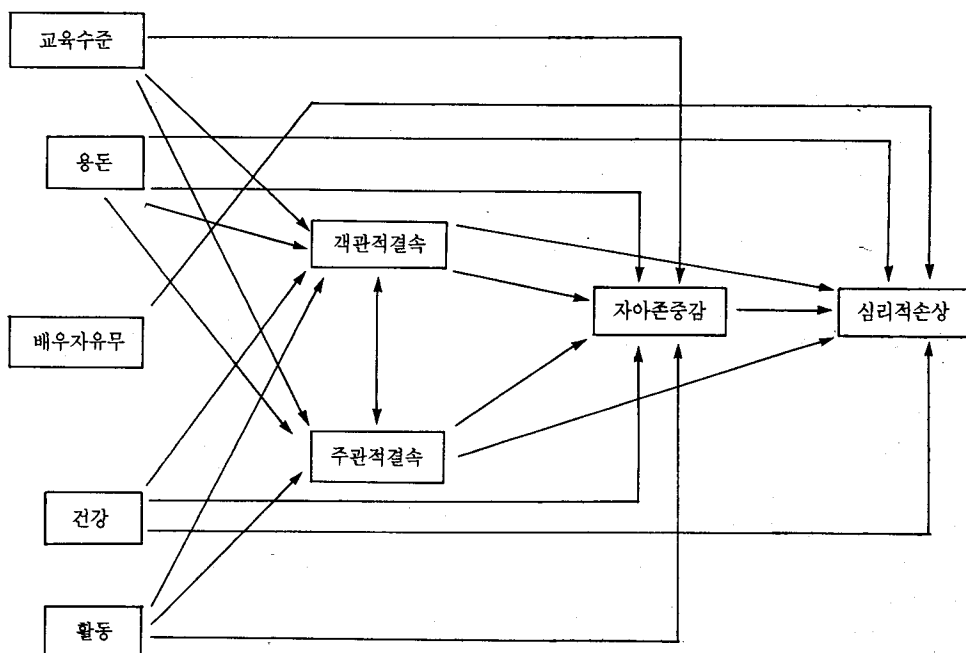 교육수준
용돈
객관적결속
자아존중감
심리적손상
배우자유무
주관적결속
건강
활동